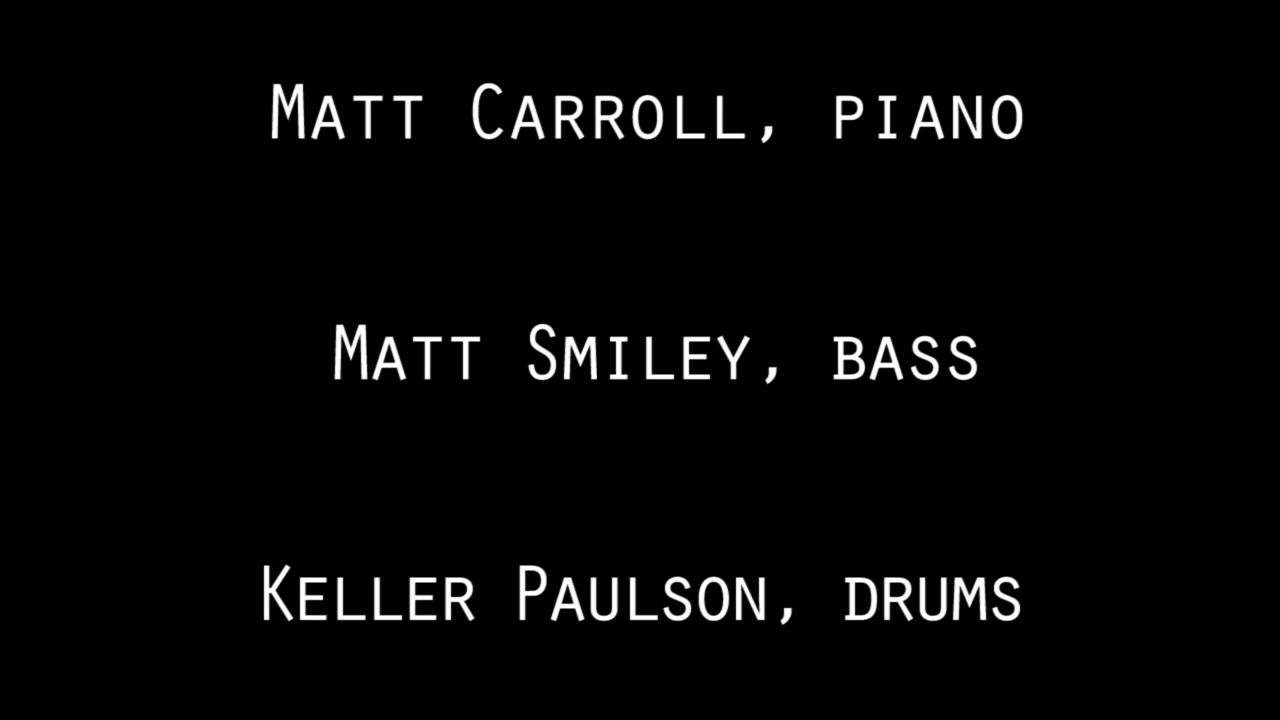 Matt Carroll, piano
Matt Smiley, bass
Keller Paulson, drums